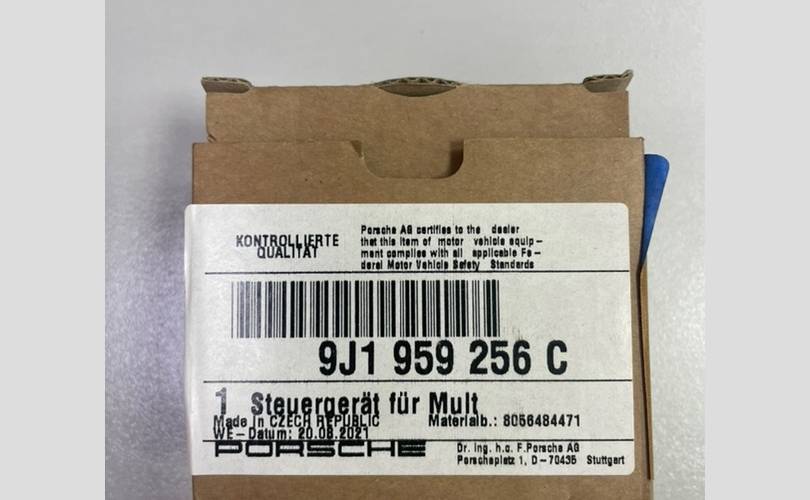 KONTROLLIERTE
QUALITÄT
Porsche AG certifies to the dealer
that this item of motor vehicle equip-
ment complies with all applicable Fe-
deral Motor Vehicle Safety Standards
9J1 959 256 C
1 Steuergerät für Mult
Made in CZECH REPUBLIC Materialb.: 8056484471
WE-Datum: 20.08.2021
PORSCHE
Dr. Ing. h.c. F.Porsche AG
Porscheplatz 1, D-70435 Stuttgart